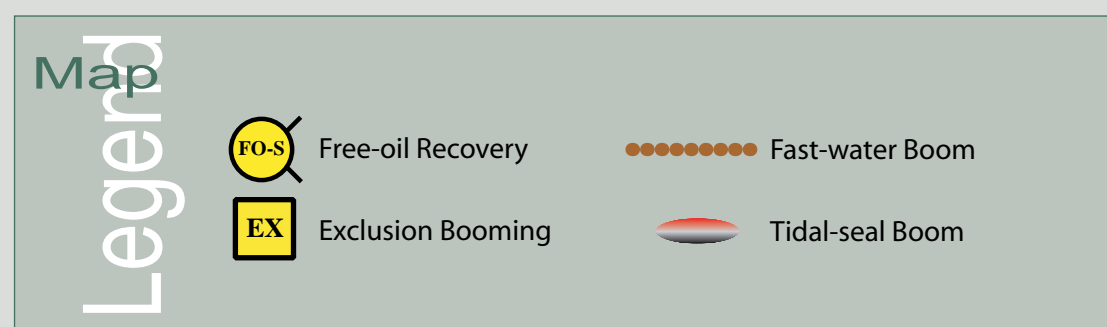 Map
Legend
FO-S Free-oil Recovery
Fast-water Boom
EX Exclusion Booming
Tidal-seal Boom